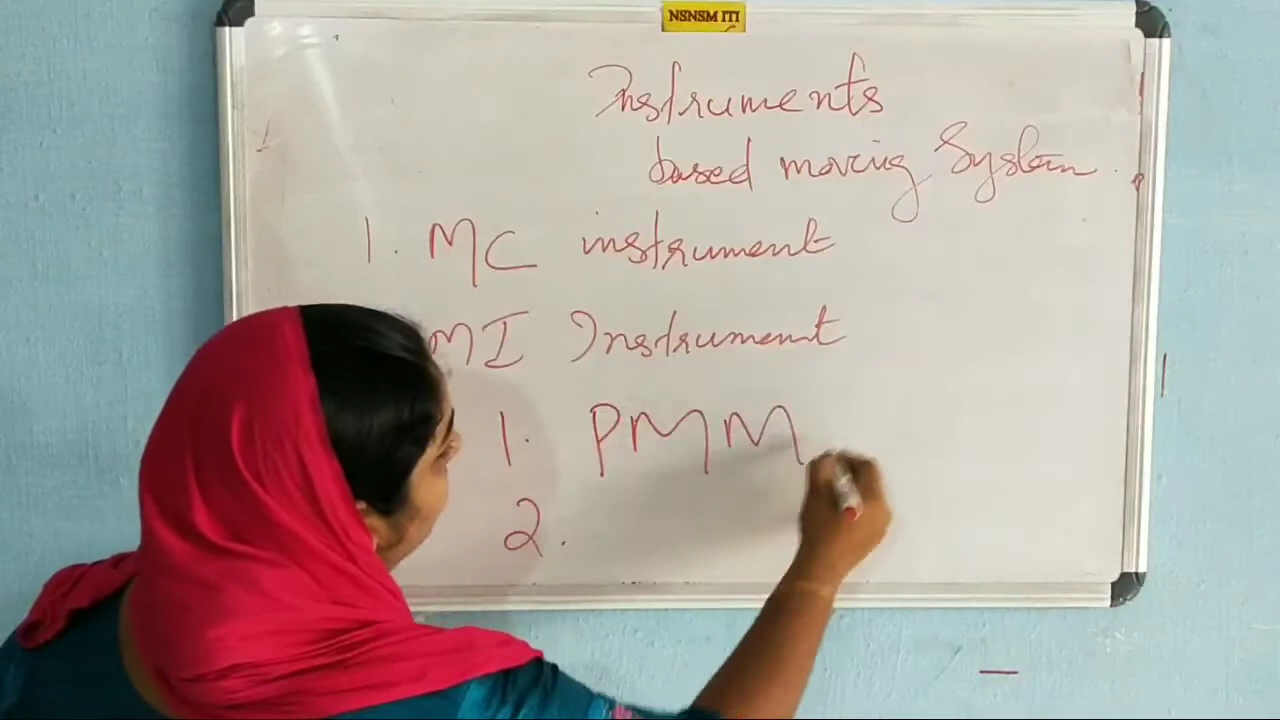 NSNSM ITI
Instruments
based moving System
1. MC instrument
MI Instrument
1. PMM
2.